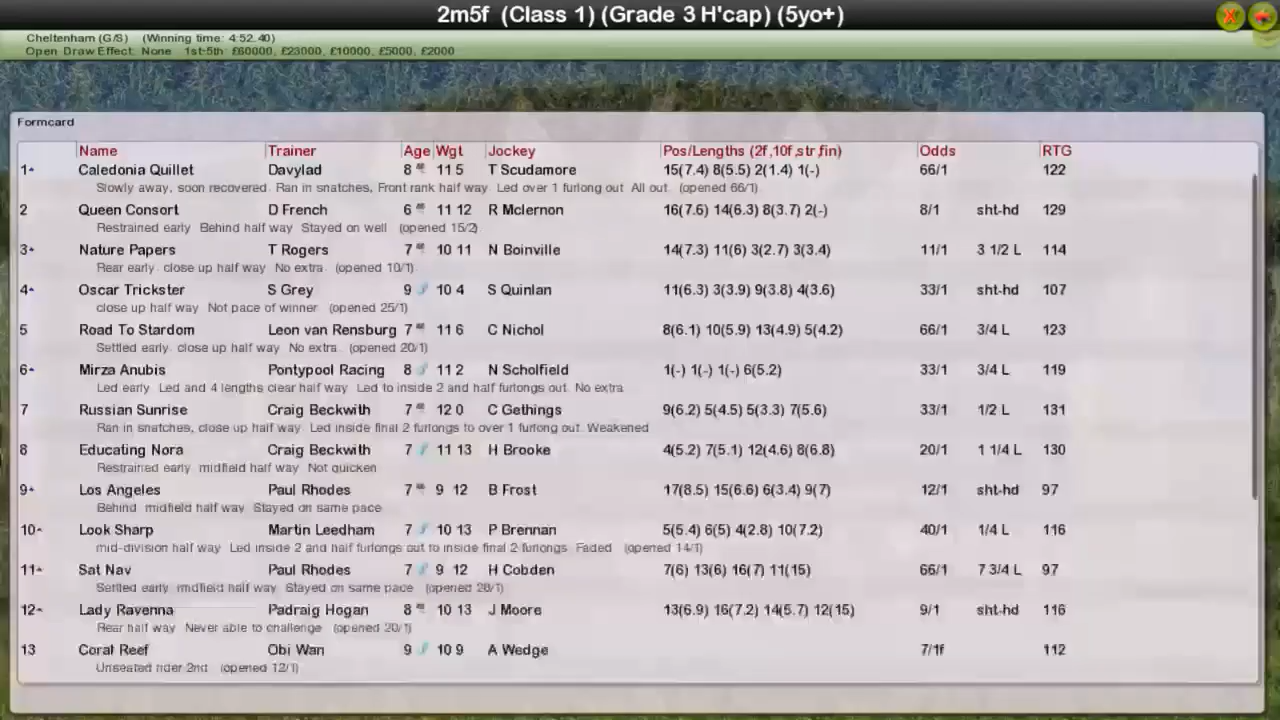 2m5f (Class 1) (Grade 3 H'cap) (5yo+)
Cheltenham (G/S) (Winning time: 4:52.40)
Open Draw Effect: None 1st-5th: £60000, £23000, £10000, £5000, £2000
Formcard
Name Trainer Age Wgt Jockey Pos/Lengths (2f,10f,str,fin) Odds RTG
1 Caledonia Quillet Davylad 8 11 5 T Scudamore 15(7.4) 8(5.5) 2(1.4) 1(-) 66/1 122
Slowly away, soon recovered. Ran in snatches, Front rank half way. Led over 1 furlong out. All out. (opened 66/1)
2 Queen Consort D French 6 11 12 R Mclernon 16(7.6) 14(6.3) 8(3.7) 2(-) 8/1 sht-hd 129
Restrained early Behind half way Stayed on well (opened 15/2)
3 Nature Papers T Rogers 7 10 11 N Boinville 14(7.3) 11(6) 3(2.7) 3(3.4) 11/1 3 1/2 L 114
Rear early close up half way No extra (opened 10/1)
4 Oscar Trickster S Grey 9 10 4 S Quinlan 11(6.3) 3(3.9) 9(3.8) 4(3.6) 33/1 sht-hd 107
close up half way Not pace of winner (opened 25/1)
5 Road To Stardom Leon van Rensburg 7 11 6 C Nichol 8(6.1) 10(5.9) 13(4.9) 5(4.2) 66/1 3/4 L 123
Settled early close up half way No extra (opened 20/1)
6 Mirza Anubis Pontypool Racing 8 11 2 N Scholfield 1(-) 1(-) 1(-) 6(5.2) 33/1 3/4 L 119
Led early Led and 4 lengths clear half way Led to inside 2 and half furlongs out. No extra
7 Russian Sunrise Craig Beckwith 7 12 0 C Gethings 9(6.2) 5(4.5) 5(3.3) 7(5.6) 33/1 1/2 L 131
Ran in snatches, close up half way Led inside final 2 furlongs to over 1 furlong out. Weakened
8 Educating Nora Craig Beckwith 7 11 13 H Brooke 4(5.2) 7(5.1) 12(4.6) 8(6.8) 20/1 1 1/4 L 130
Restrained early midfield half way Not quicken
9 Los Angeles Paul Rhodes 7 9 12 B Frost 17(8.5) 15(6.6) 6(3.4) 9(7) 12/1 sht-hd 97
Behind midfield half way Stayed on same pace
10 Look Sharp Martin Leedham 7 10 13 P Brennan 5(5.4) 6(5) 4(2.8) 10(7.2) 40/1 1/4 L 116
mid-division half way Led inside 2 and half furlongs out to inside final 2 furlongs Faded (opened 14/1)
11 Sat Nav Paul Rhodes 7 9 12 H Cobden 7(6) 13(6) 16(7) 11(15) 66/1 7 3/4 L 97
Settled early midfield half way Stayed on same pace (opened 28/1)
12 Lady Ravenna Padraig Hogan 8 10 13 J Moore 13(6.9) 16(7.2) 14(5.7) 12(15) 9/1 sht-hd 116
Rear half way Never able to challenge (opened 20/1)
13 Coral Reef Obi Wan 9 10 9 A Wedge 7/1f 112
Unseated rider 2nd (opened 12/1)